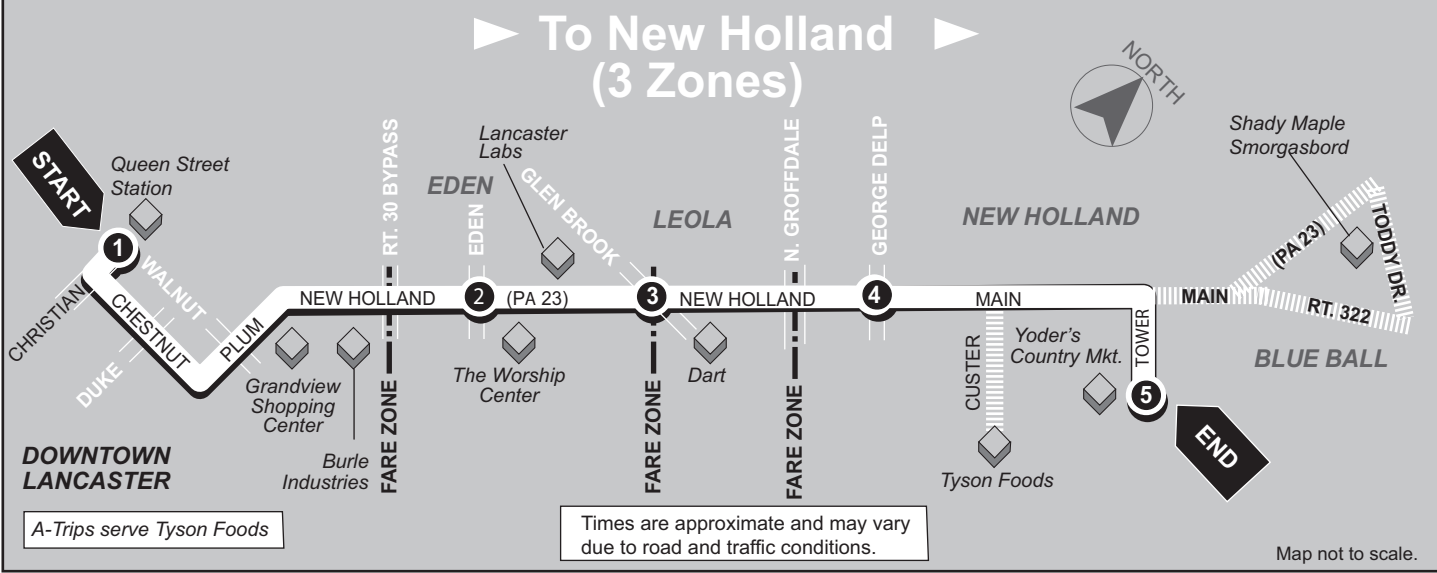 To New Holland
(3 Zones)
NORTH
START
Queen Street
Station
1
CHRISTIAN
WALNUT
CHESTNUT
DUKE
PLUM
DOWNTOWN
LANCASTER
Grandview
Shopping
Center
Burle
Industries
NEW HOLLAND
RT. 30 BYPASS
FARE ZONE
EDEN
EDEN
2
(PA 23)
Lancaster
Labs
The Worship
Center
GLEN BROOK
3
FARE ZONE
LEOLA
Dart
NEW HOLLAND
N. GROFFDALE
FARE ZONE
GEORGE DELP
4
NEW HOLLAND
MAIN
CUSTER
Tyson Foods
Yoder's
Country Mkt.
TOWER
5
END
MAIN
(PA 23)
Shady Maple
Smorgasbord
TODDY DR.
RT. 322
BLUE BALL
A-Trips serve Tyson Foods
Times are approximate and may vary
due to road and traffic conditions.
Map not to scale.